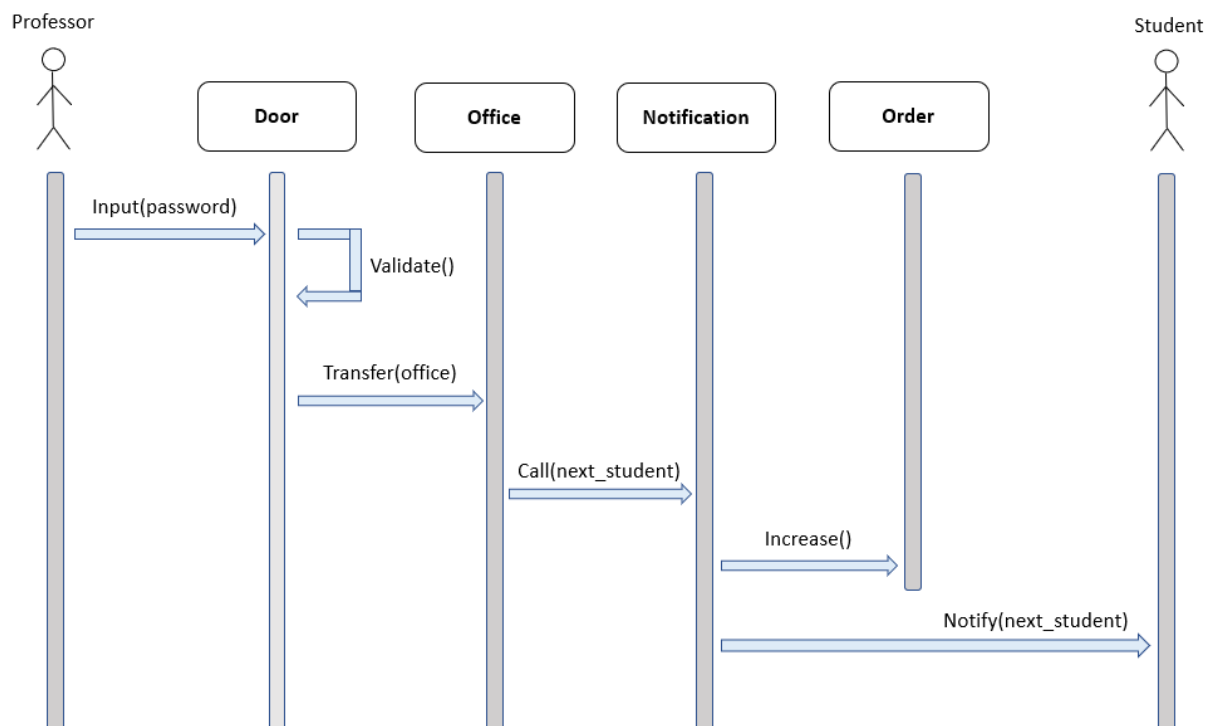 Professor
Student
Door
Office
Notification
Order
Input(password)
Validate()
Transfer(office)
Call(next_student)
Increase()
Notify(next_student)